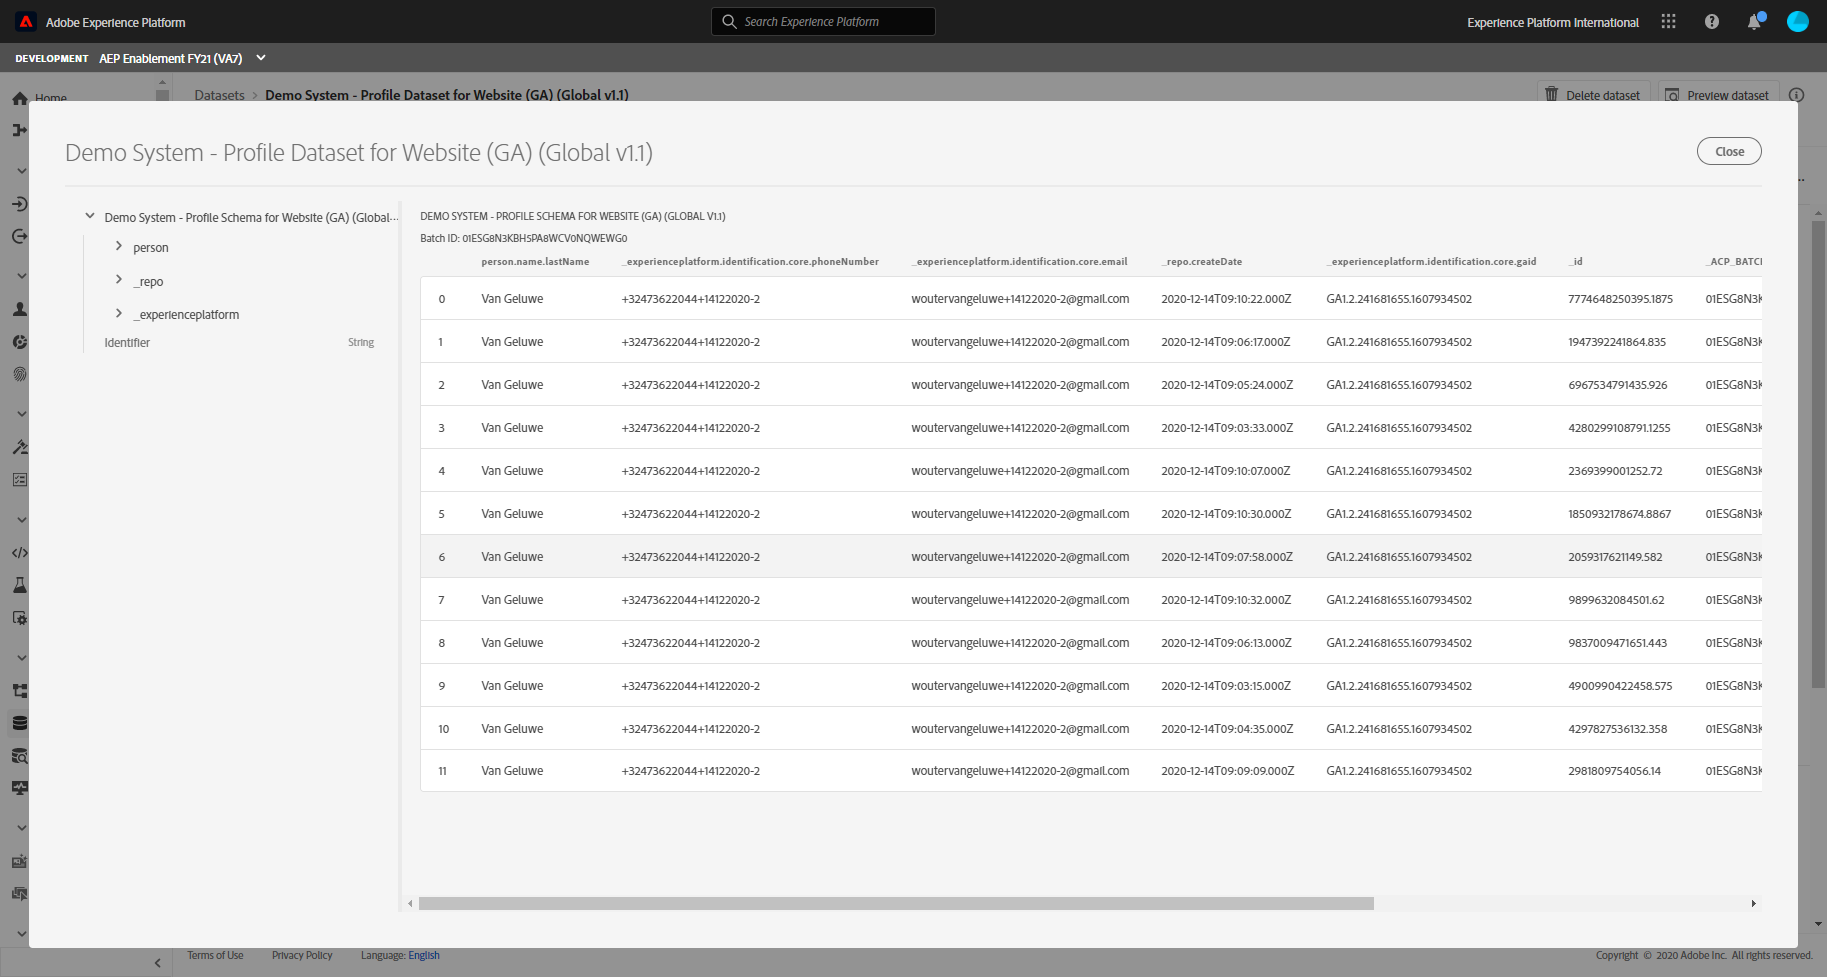 Adobe Experience Platform
Search Experience Platform
Experience Platform International
DEVELOPMENT AEP Enablement FY21 (VA7)
Home
Datasets > Demo System - Profile Dataset for Website (GA) (Global v1.1)
Delete dataset
Preview dataset
Demo System - Profile Dataset for Website (GA) (Global v1.1)
Close
Demo System - Profile Schema for Website (GA) (Global...
person
_repo
_experienceplatform
Identifier String
DEMO SYSTEM - PROFILE SCHEMA FOR WEBSITE (GA) (GLOBAL V1.1)
Batch ID: 01ESG8N3KBH5PA8WCV0NQWEWG0
person.name.lastName _experienceplatform.identification.core.phoneNumber _experienceplatform.identification.core.email _repo.createDate _experienceplatform.identification.core.gaid _id _ACP_BATCI
0 Van Geluwe +32473622044+14122020-2 woutervangeluwe+14122020-2@gmail.com 2020-12-14T09:10:22.000Z GA1.2.241681655.1607934502 7774648250395.1875 01ESG8N3K
1 Van Geluwe +32473622044+14122020-2 woutervangeluwe+14122020-2@gmail.com 2020-12-14T09:06:17.000Z GA1.2.241681655.1607934502 1947392241864.835 01ESG8N3K
2 Van Geluwe +32473622044+14122020-2 woutervangeluwe+14122020-2@gmail.com 2020-12-14T09:05:24.000Z GA1.2.241681655.1607934502 6967534791435.926 01ESG8N3K
3 Van Geluwe +32473622044+14122020-2 woutervangeluwe+14122020-2@gmail.com 2020-12-14T09:03:33.000Z GA1.2.241681655.1607934502 4280299108791.1255 01ESG8N3K
4 Van Geluwe +32473622044+14122020-2 woutervangeluwe+14122020-2@gmail.com 2020-12-14T09:10:07.000Z GA1.2.241681655.1607934502 2369399001252.72 01ESG8N3K
5 Van Geluwe +32473622044+14122020-2 woutervangeluwe+14122020-2@gmail.com 2020-12-14T09:10:30.000Z GA1.2.241681655.1607934502 1850932178674.8867 01ESG8N3K
6 Van Geluwe +32473622044+14122020-2 woutervangeluwe+14122020-2@gmail.com 2020-12-14T09:07:58.000Z GA1.2.241681655.1607934502 2059317621149.582 01ESG8N3K
7 Van Geluwe +32473622044+14122020-2 woutervangeluwe+14122020-2@gmail.com 2020-12-14T09:10:32.000Z GA1.2.241681655.1607934502 9899632084501.62 01ESG8N3K
8 Van Geluwe +32473622044+14122020-2 woutervangeluwe+14122020-2@gmail.com 2020-12-14T09:06:13.000Z GA1.2.241681655.1607934502 9837009471651.443 01ESG8N3K
9 Van Geluwe +32473622044+14122020-2 woutervangeluwe+14122020-2@gmail.com 2020-12-14T09:03:15.000Z GA1.2.241681655.1607934502 4900990422458.575 01ESG8N3K
10 Van Geluwe +32473622044+14122020-2 woutervangeluwe+14122020-2@gmail.com 2020-12-14T09:04:35.000Z GA1.2.241681655.1607934502 4297827536132.358 01ESG8N3K
11 Van Geluwe +32473622044+14122020-2 woutervangeluwe+14122020-2@gmail.com 2020-12-14T09:09:09.000Z GA1.2.241681655.1607934502 2981809754056.14 01ESG8N3K
Terms of Use Privacy Policy Language: English Copyright © 2020 Adobe Inc. All rights reserved.